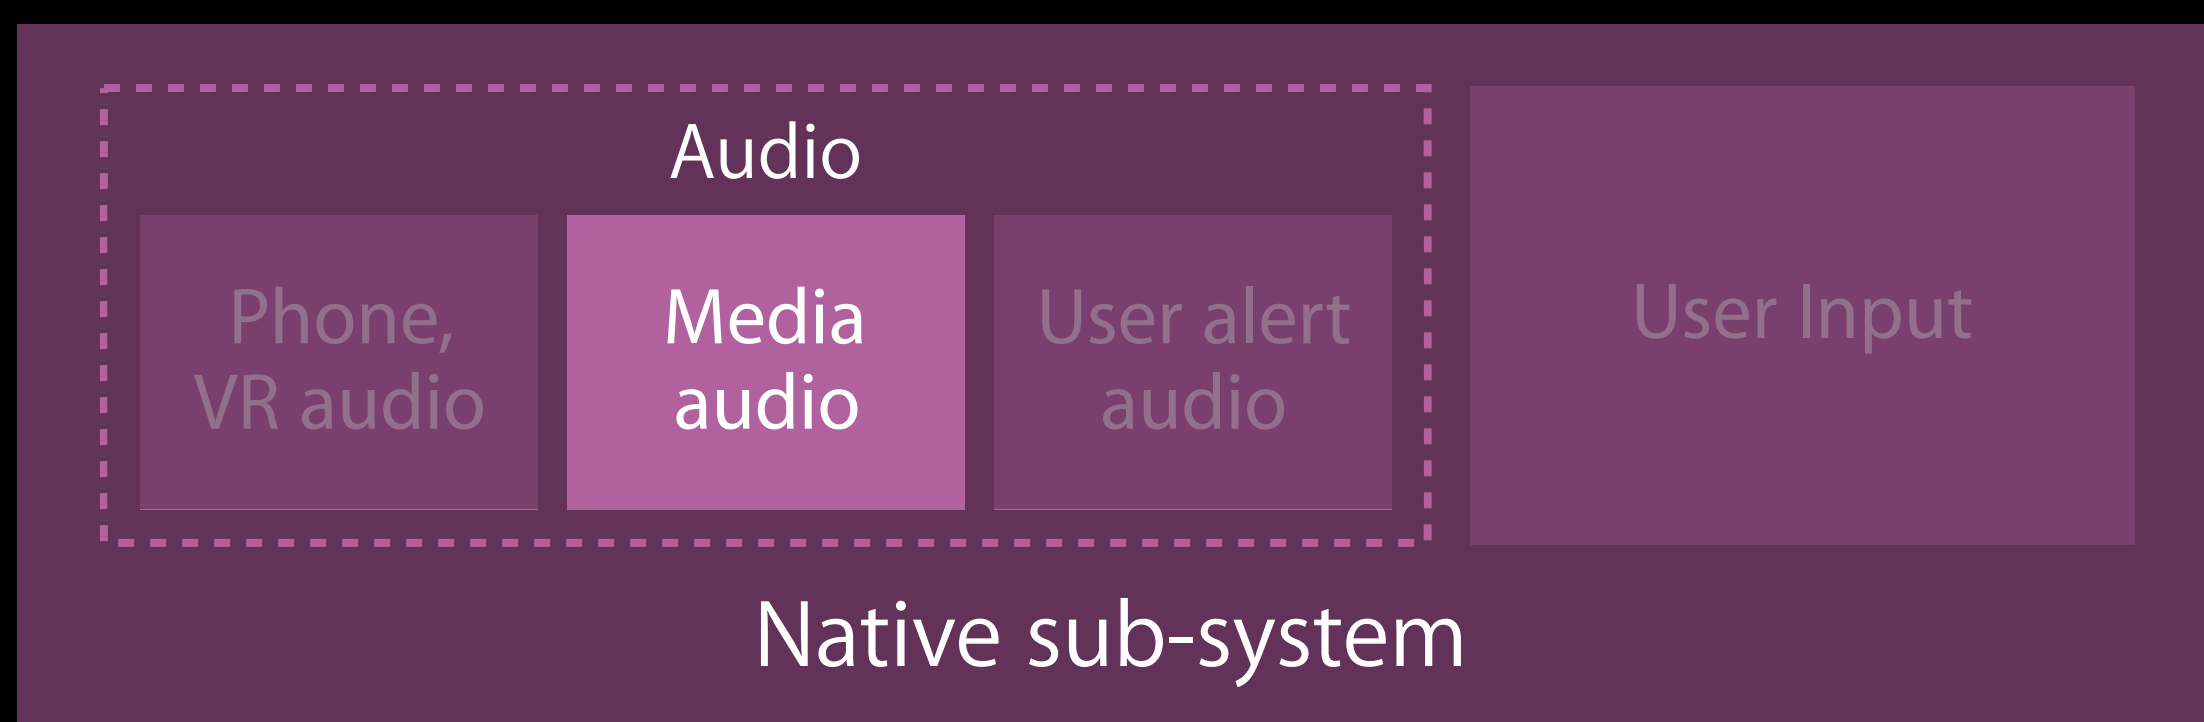 Audio
Phone,
VR audio
Media
audio
User alert
audio
User Input
Native sub-system